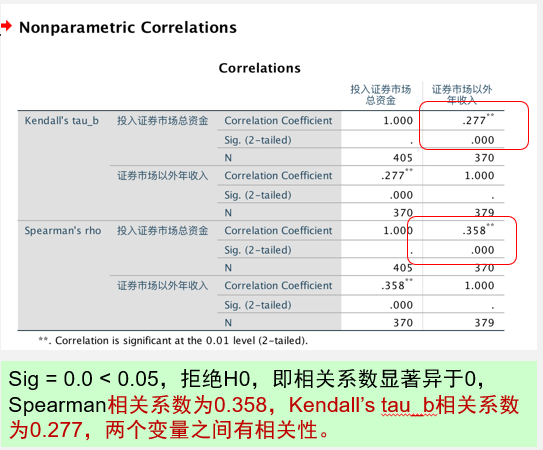 Nonparametric Correlations
Correlations
投入证券市场 证券市场以外
总资金 年收入
Kendall's tau_b 投入证券市场总资金 Correlation Coefficient 1.000 .277**
Sig. (2-tailed) . .000
N 405 370
证券市场以外年收入 Correlation Coefficient .277** 1.000
Sig. (2-tailed) .000 .
N 370 379
Spearman's rho 投入证券市场总资金 Correlation Coefficient 1.000 .358**
Sig. (2-tailed) . .000
N 405 370
证券市场以外年收入 Correlation Coefficient .358** 1.000
Sig. (2-tailed) .000 .
N 370 379
**. Correlation is significant at the 0.01 level (2-tailed).
Sig = 0.0 < 0.05，拒绝H0，即相关系数显著异于0，
Spearman相关系数为0.358，Kendall’s tau_b相关系数
为0.277，两个变量之间有相关性。